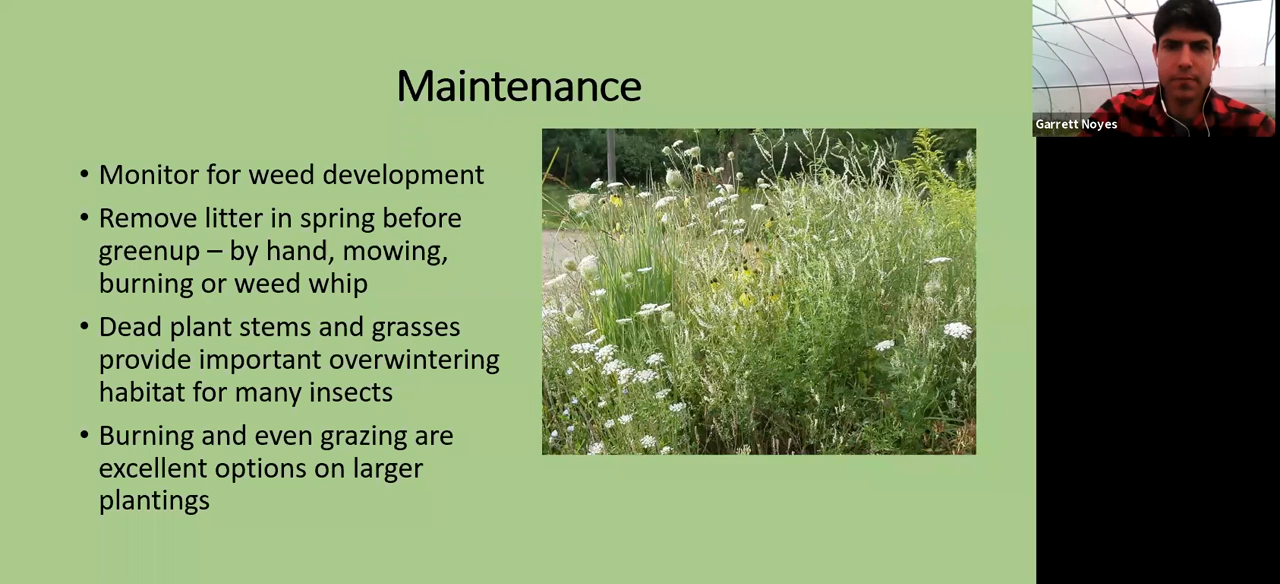 Maintenance
• Monitor for weed development
• Remove litter in spring before
greenup – by hand, mowing,
burning or weed whip
• Dead plant stems and grasses
provide important overwintering
habitat for many insects
• Burning and even grazing are
excellent options on larger
plantings
Garrett Noyes